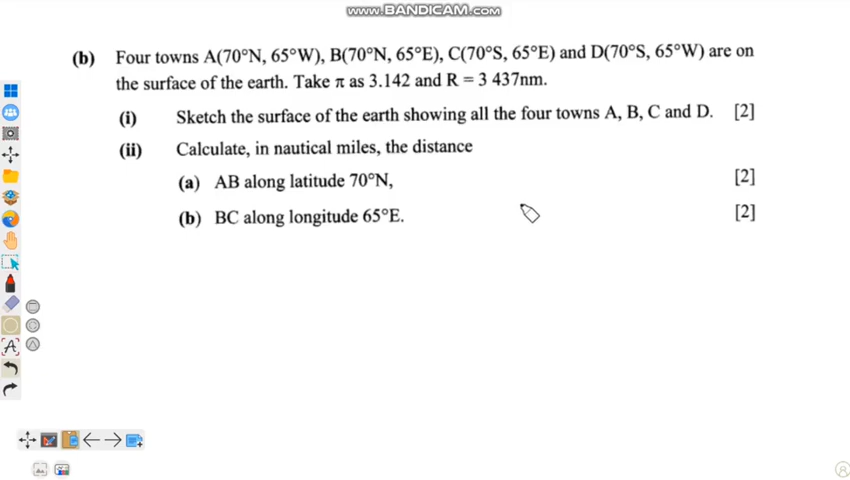 www.BANDICAM.com
(b) Four towns A(70°N, 65°W), B(70°N, 65°E), C(70°S, 65°E) and D(70°S, 65°W) are on
the surface of the earth. Take π as 3.142 and R = 3 437nm.
(i) Sketch the surface of the earth showing all the four towns A, B, C and D. [2]
(ii) Calculate, in nautical miles, the distance
(a) AB along latitude 70°N, [2]
(b) BC along longitude 65°E. [2]